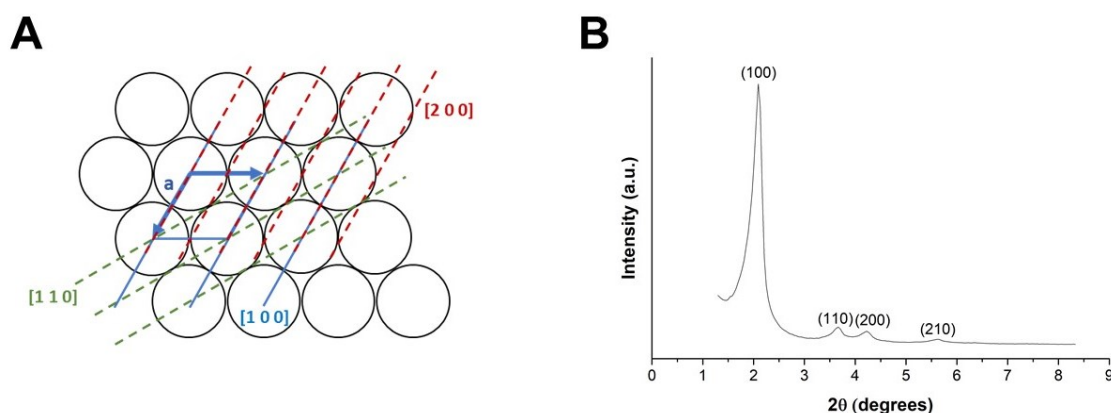 A
B
[2 0 0]
a
[1 1 0]
[1 0 0]
Intensity (a.u.)
(100)
(110)
(200)
(210)
0 1 2 3 4 5 6 7 8 9
2θ (degrees)